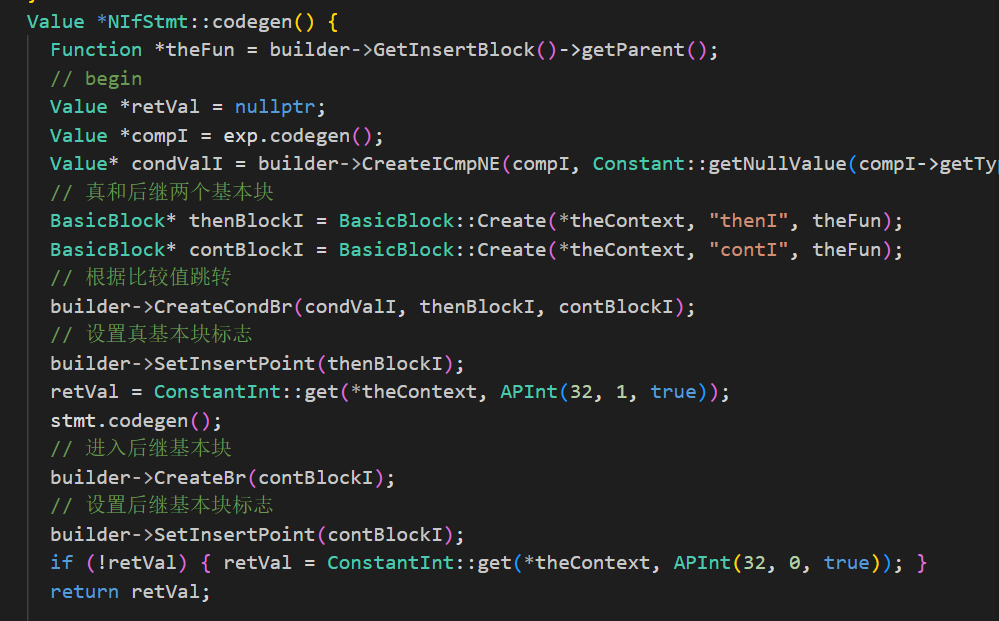 Value *NIfStmt::codegen() {
Function *theFun = builder->GetInsertBlock()->getParent();
// begin
Value *retVal = nullptr;
Value *compI = exp.codegen();
Value* condValI = builder->CreateICmpNE(compI, Constant::getNullValue(compI->getTy
// 真和后继两个基本块
BasicBlock* thenBlockI = BasicBlock::Create(*theContext, "thenI", theFun);
BasicBlock* contBlockI = BasicBlock::Create(*theContext, "contI", theFun);
// 根据比较值跳转
builder->CreateCondBr(condValI, thenBlockI, contBlockI);
// 设置真基本块标志
builder->SetInsertPoint(thenBlockI);
retVal = ConstantInt::get(*theContext, APInt(32, 1, true));
stmt.codegen();
// 进入后继基本块
builder->CreateBr(contBlockI);
// 设置后继基本块标志
builder->SetInsertPoint(contBlockI);
if (!retVal) { retVal = ConstantInt::get(*theContext, APInt(32, 0, true)); }
return retVal;